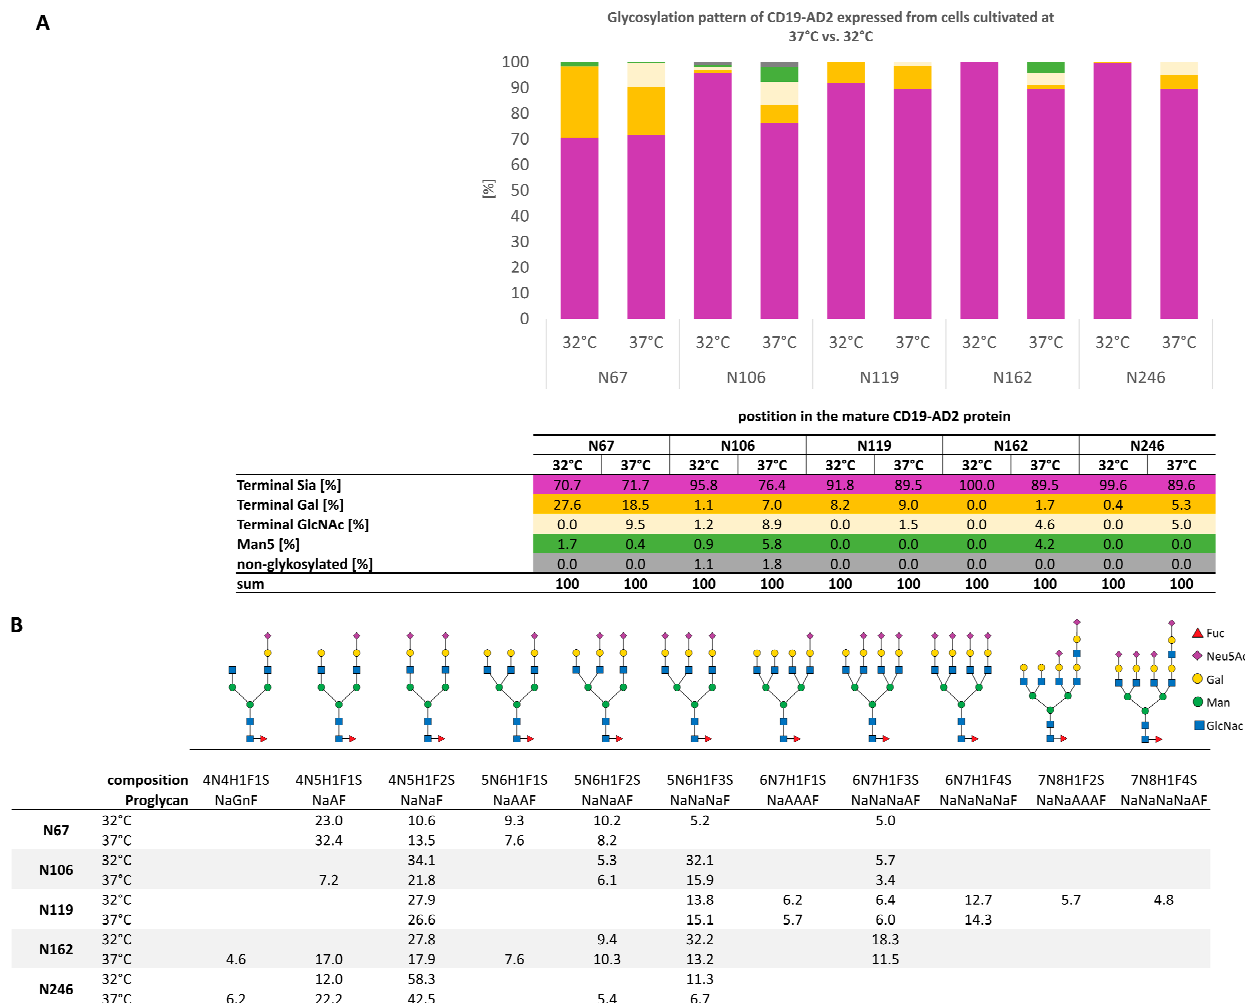 A
Glycosylation pattern of CD19-AD2 expressed from cells cultivated at
37°C vs. 32°C
100
90
80
70
60
50
40
30
20
10
0
[%]
32°C 37°C 32°C 37°C 32°C 37°C 32°C 37°C 32°C 37°C
N67 N106 N119 N162 N246
postition in the mature CD19-AD2 protein
N67 N106 N119 N162 N246
32°C 37°C 32°C 37°C 32°C 37°C 32°C 37°C 32°C 37°C
Terminal Sia [%] 70.7 71.7 95.8 76.4 91.8 89.5 100.0 89.5 99.6 89.6
Terminal Gal [%] 27.6 18.5 1.1 7.0 8.2 9.0 0.0 1.7 0.4 5.3
Terminal GlcNAc [%] 0.0 9.5 1.2 8.9 0.0 1.5 0.0 4.6 0.0 5.0
Man5 [%] 1.7 0.4 0.9 5.8 0.0 0.0 0.0 4.2 0.0 0.0
non-glykosylated [%] 0.0 0.0 1.1 1.8 0.0 0.0 0.0 0.0 0.0 0.0
sum 100 100 100 100 100 100 100 100 100 100
B
Fuc
Neu5Ac
Gal
Man
GlcNac
composition 4N4H1F1S 4N5H1F1S 4N5H1F2S 5N6H1F1S 5N6H1F2S 5N6H1F3S 6N7H1F1S 6N7H1F3S 6N7H1F4S 7N8H1F2S 7N8H1F4S
Proglycan NaGnF NaAF NaNaF NaAAF NaNaAF NaNaNaF NaAAAF NaNaNaAF NaNaNaNaF NaNaAAAF NaNaNaNaAF
N67 32°C 23.0 10.6 9.3 10.2 5.2 5.0
37°C 32.4 13.5 7.6 8.2
N106 32°C 34.1 5.3 32.1 5.7
37°C 7.2 21.8 6.1 15.9 3.4
N119 32°C 27.9 13.8 6.2 6.4 12.7 5.7 4.8
37°C 26.6 15.1 5.7 6.0 14.3
N162 32°C 27.8 9.4 32.2 18.3
37°C 4.6 17.0 17.9 7.6 10.3 13.2 11.5
N246 32°C 12.0 58.3 11.3
37°C 6.2 22.2 42.5 5.4 6.7